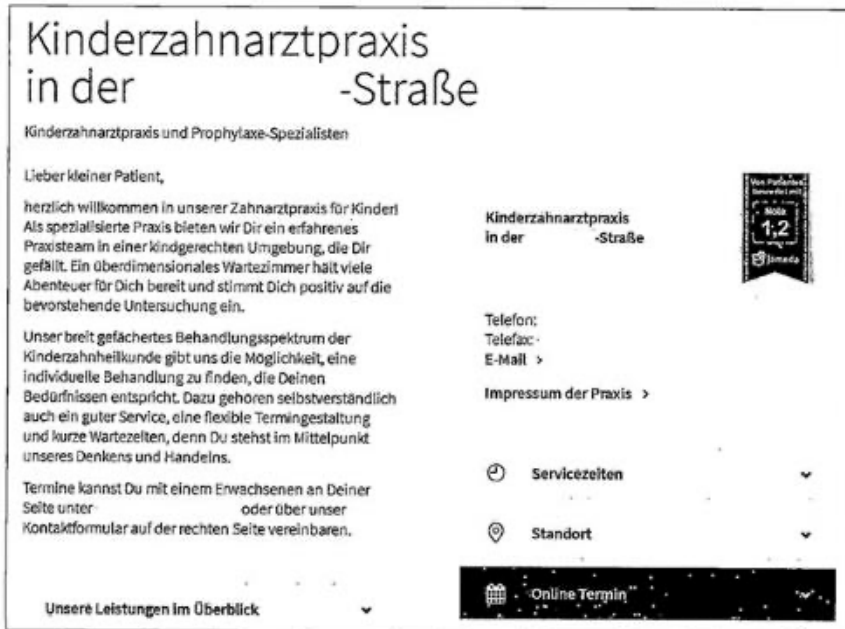 Kinderzahnarztpraxis
in der -Straße
Kinderzahnarztpraxis und Prophylaxe-Spezialisten
Lieber kleiner Patient,
herzlich willkommen in unserer Zahnarztpraxis für Kinder!
Als spezialisierte Praxis bieten wir Dir ein erfahrenes
Praxisteam in einer kindgerechten Umgebung, die Dir
gefällt. Ein überdimensionales Wartezimmer hält viele
Abenteuer für Dich bereit und stimmt Dich positiv auf die
bevorstehende Untersuchung ein.
Unser breit gefächertes Behandlungsspektrum der
Kinderzahnheilkunde gibt uns die Möglichkeit, eine
individuelle Behandlung zu finden, die Deinen
Bedürfnissen entspricht. Dazu gehören selbstverständlich
auch ein guter Service, eine flexible Termingestaltung
und kurze Wartezeiten, denn Du stehst im Mittelpunkt
unseres Denkens und Handelns.
Termine kannst Du mit einem Erwachsenen an Deiner
Seite unter oder über unser
Kontaktformular auf der rechten Seite vereinbaren.
Unsere Leistungen im Überblick
Kinderzahnarztpraxis
in der -Straße
Von Patienten
bewertet mit
Note
1,2
jameda
Telefon:
Telefax:
E-Mail >
Impressum der Praxis >
Servicezeiten
Standort
Online Termin